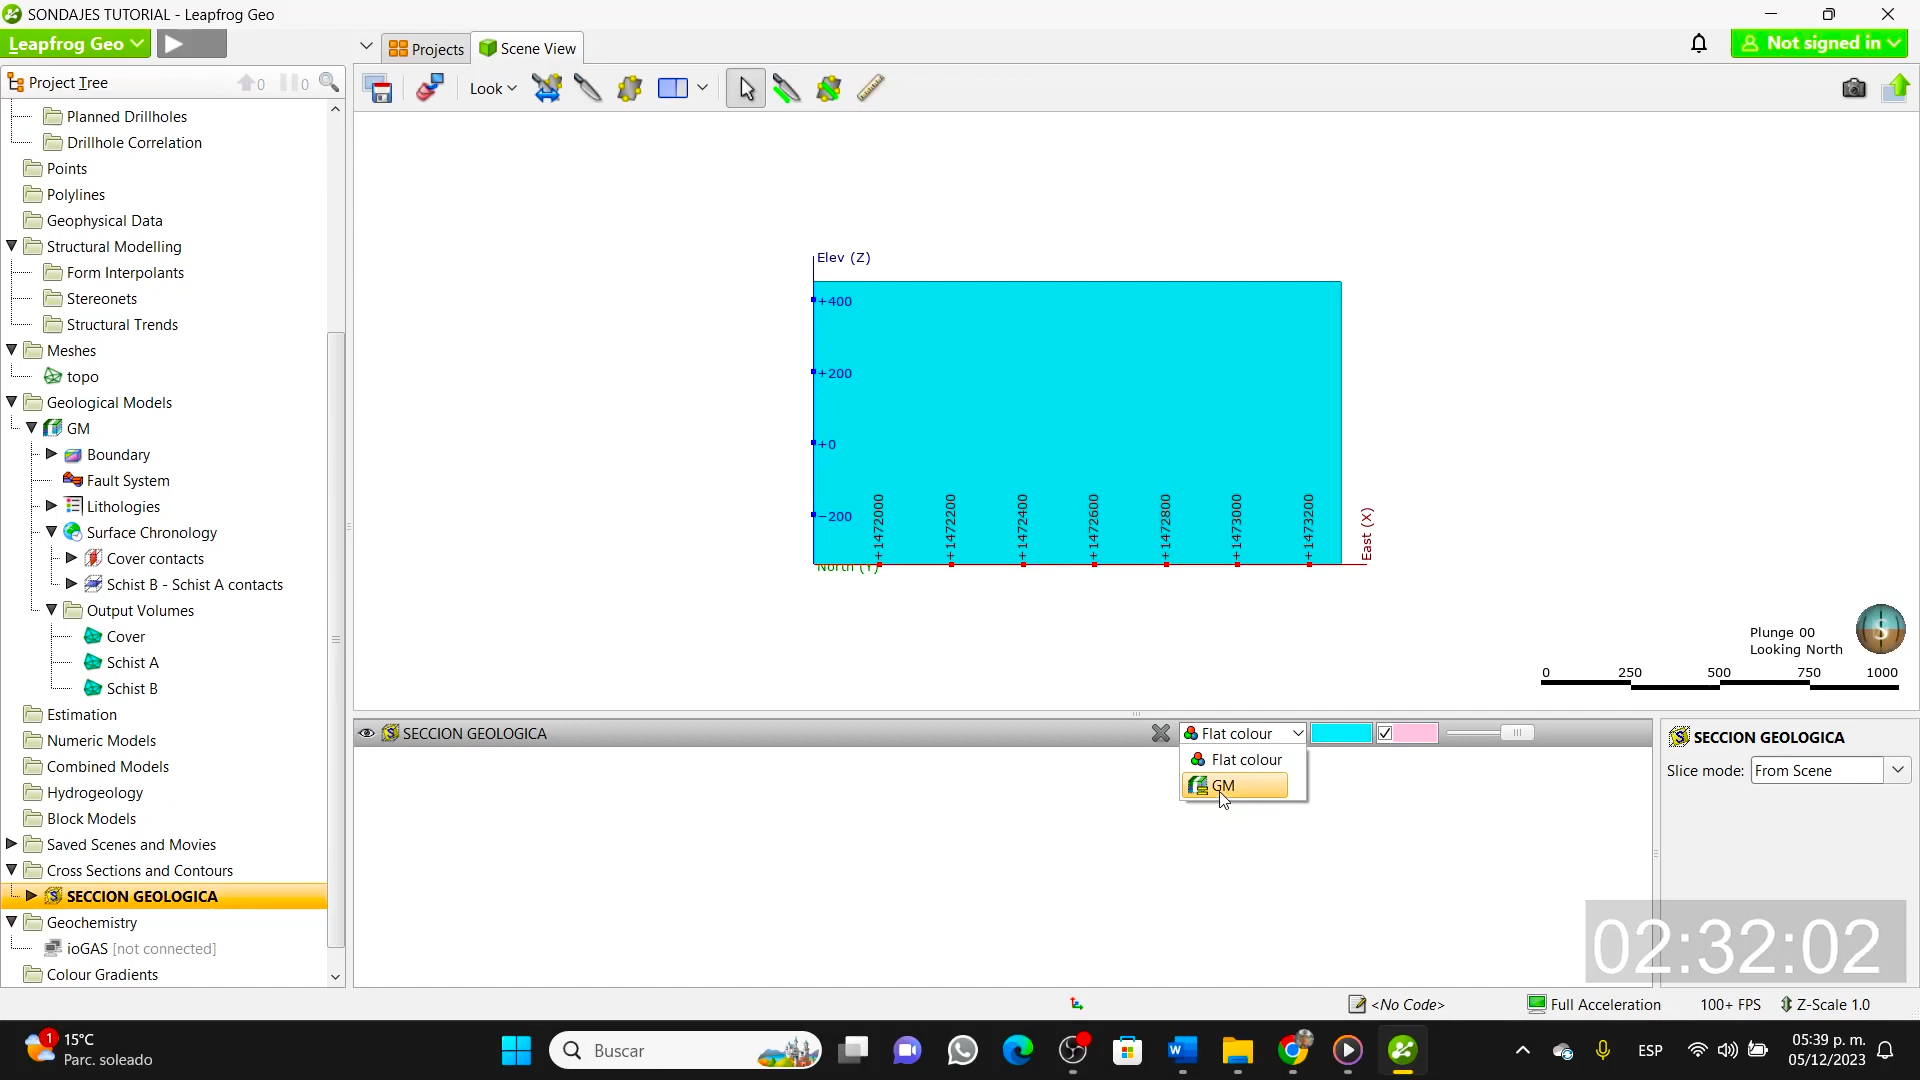 SONDAJES TUTORIAL - Leapfrog Geo
Leapfrog Geo
Projects
Scene View
Not signed in
Project Tree
0
0
Look
Planned Drillholes
Drillhole Correlation
Points
Polylines
Geophysical Data
Structural Modelling
Form Interpolants
Stereonets
Structural Trends
Meshes
topo
Geological Models
GM
Boundary
Fault System
Lithologies
Surface Chronology
Cover contacts
Schist B - Schist A contacts
Output Volumes
Cover
Schist A
Schist B
Estimation
Numeric Models
Combined Models
Hydrogeology
Block Models
Saved Scenes and Movies
Cross Sections and Contours
SECCION GEOLOGICA
Geochemistry
ioGAS [not connected]
Colour Gradients
Elev (Z)
+400
+200
+0
-200
North (Y)
+1472000
+1472200
+1472400
+1472600
+1472800
+1473000
+1473200
East (X)
S
Plunge 00
Looking North
0 250 500 750 1000
SECCION GEOLOGICA
Flat colour
Flat colour
GM
SECCION GEOLOGICA
Slice mode: From Scene
02:32:02
<No Code>
Full Acceleration
100+ FPS
Z-Scale 1.0
1
15°C
Parc. soleado
Buscar
ESP
05:39 p. m.
05/12/2023